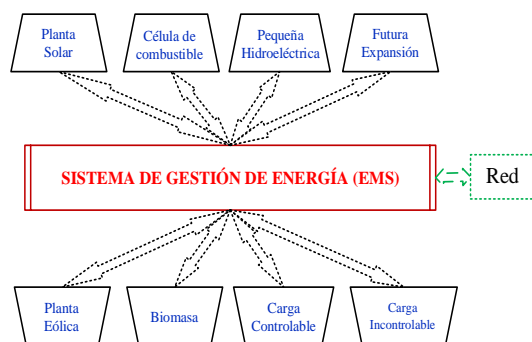 Planta
Solar
Célula de
combustible
Pequeña
Hidroeléctrica
Futura
Expansión
SISTEMA DE GESTIÓN DE ENERGÍA (EMS)
Red
Planta
Eólica
Biomasa
Carga
Controlable
Carga
Incontrolable